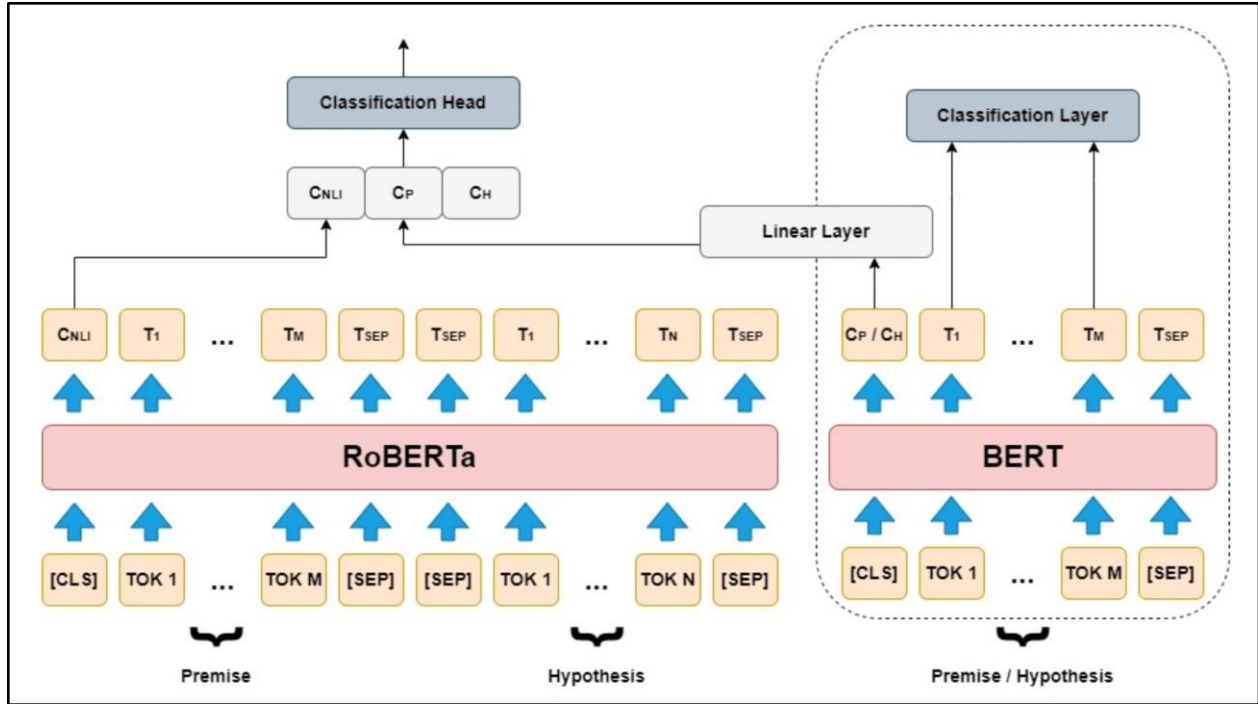 Classification Head
Classification Layer
CNLI CP CH
Linear Layer
CNLI T1 ... TM TSEP TSEP T1 ... TN TSEP
CP / CH T1 ... TM TSEP
RoBERTa
BERT
[CLS] TOK 1 ... TOK M [SEP] [SEP] TOK 1 ... TOK N [SEP]
[CLS] TOK 1 ... TOK M [SEP]
Premise
Hypothesis
Premise / Hypothesis